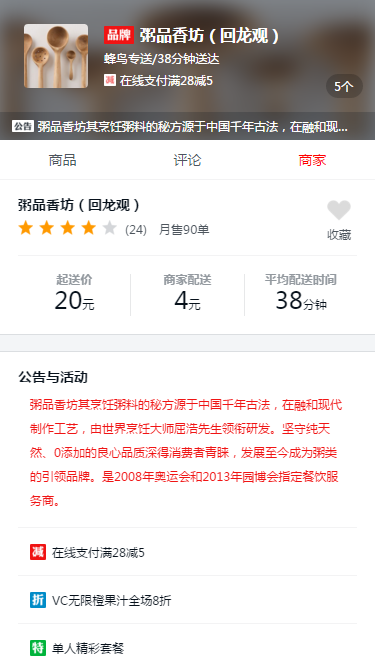 品牌 粥品香坊（回龙观）
蜂鸟专送/38分钟送达
减 在线支付满28减5
5个
公告 粥品香坊其烹饪粥料的秘方源于中国千年古法，在融和现...
商品 评论 商家
粥品香坊（回龙观）
(24) 月售90单
收藏
起送价 商家配送 平均配送时间
20元 4元 38分钟
公告与活动
粥品香坊其烹饪粥料的秘方源于中国千年古法，在融和现代
制作工艺，由世界烹饪大师屈浩先生领衔研发。坚守纯天
然、0添加的良心品质深得消费者青睐，发展至今成为粥类
的引领品牌。是2008年奥运会和2013年园博会指定餐饮服
务商。
减 在线支付满28减5
折 VC无限橙果汁全场8折
特 单人精彩套餐